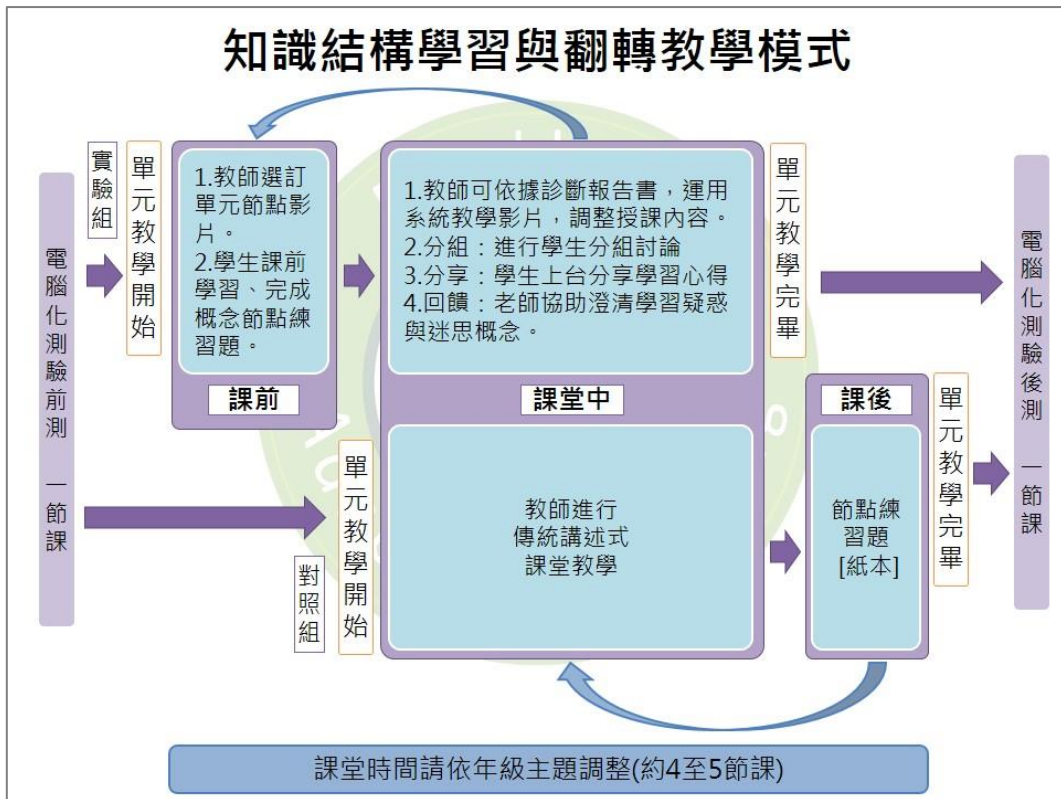 知識結構學習與翻轉教學模式
電腦化測驗前測 一節課
實驗組
單元教學開始
1.教師選訂
單元節點影
片。
2.學生課前
學習、完成
概念節點練
習題。
課前
1.教師可依據診斷報告書，運用
系統教學影片，調整授課內容。
2.分組：進行學生分組討論
3.分享：學生上台分享學習心得
4.回饋：老師協助澄清學習疑惑
與迷思概念。
課堂中
單元教學完畢
對照組
單元教學開始
教師進行
傳統講述式
課堂教學
課後
節點練
習題
[紙本]
單元教學完畢
電腦化測驗後測 一節課
課堂時間請依年級主題調整(約4至5節課)